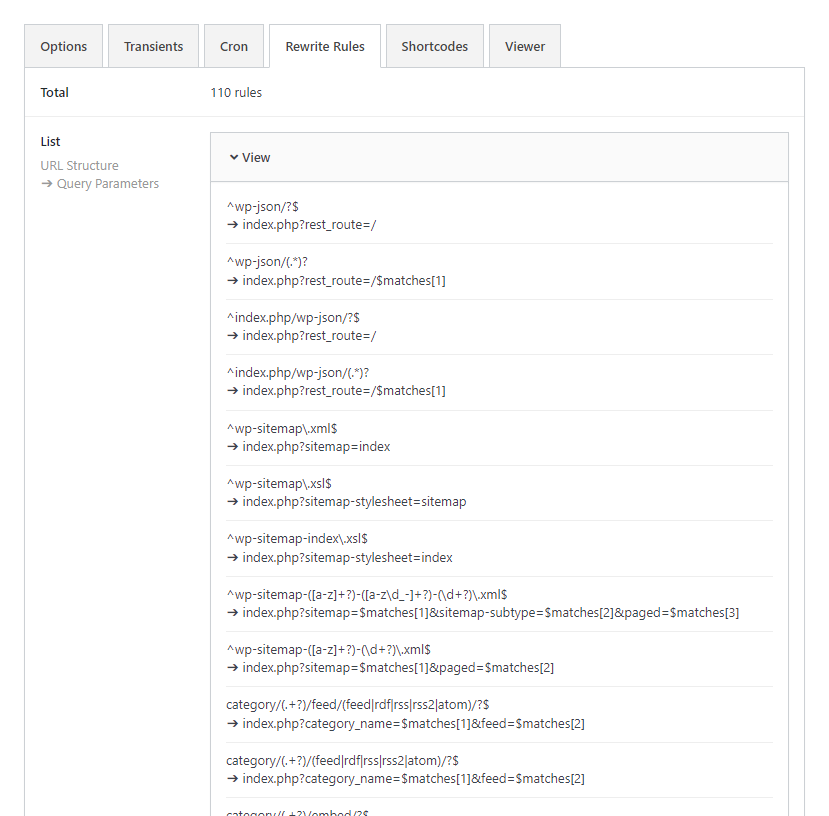 Options Transients Cron Rewrite Rules Shortcodes Viewer
Total 110 rules
List
URL Structure
➔ Query Parameters
View
^wp-json/?$
➔ index.php?rest_route=/
^wp-json/(.*)?
➔ index.php?rest_route=/$matches[1]
^index.php/wp-json/?$
➔ index.php?rest_route=/
^index.php/wp-json/(.*)?
➔ index.php?rest_route=/$matches[1]
^wp-sitemap\.xml$
➔ index.php?sitemap=index
^wp-sitemap\.xsl$
➔ index.php?sitemap-stylesheet=sitemap
^wp-sitemap-index\.xsl$
➔ index.php?sitemap-stylesheet=index
^wp-sitemap-([a-z]+?)-([a-z\d_-]+?)-(\d+?)\.xml$
➔ index.php?sitemap=$matches[1]&sitemap-subtype=$matches[2]&paged=$matches[3]
^wp-sitemap-([a-z]+?)-(\d+?)\.xml$
➔ index.php?sitemap=$matches[1]&paged=$matches[2]
category/(.+?)/feed/(feed|rdf|rss|rss2|atom)/?$
➔ index.php?category_name=$matches[1]&feed=$matches[2]
category/(.+?)/(feed|rdf|rss|rss2|atom)/?$
➔ index.php?category_name=$matches[1]&feed=$matches[2]
category/(.+?)/embed/?$